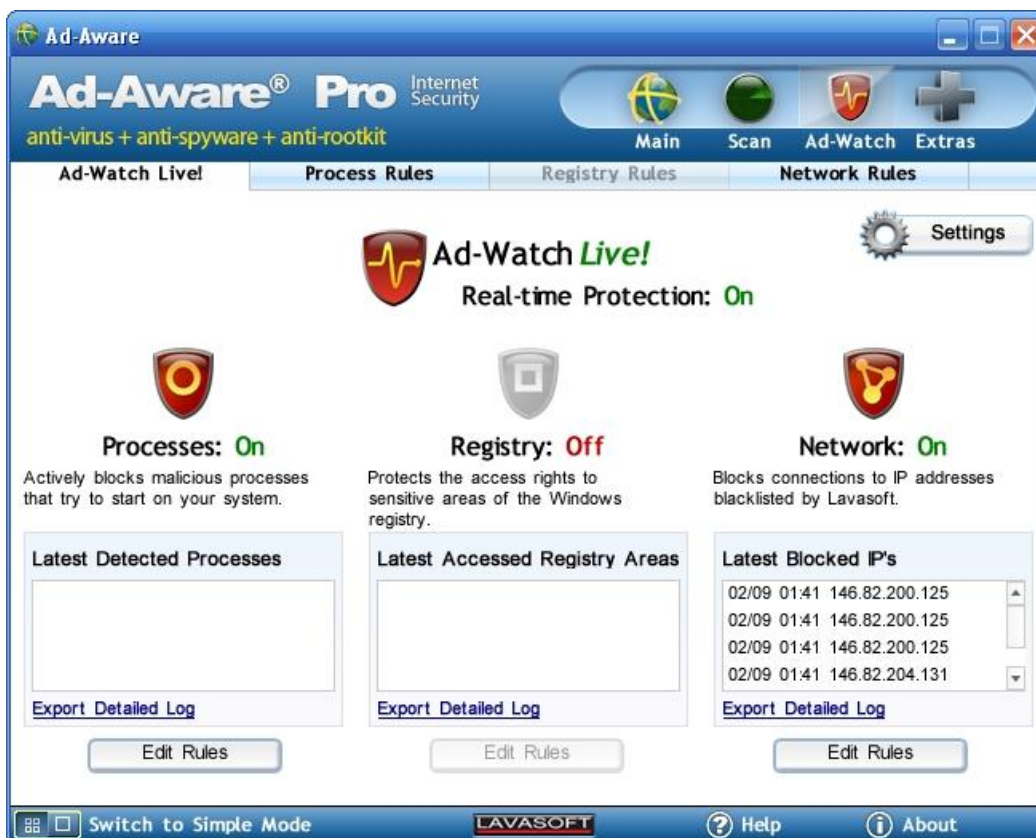 Ad-Aware
Ad-Aware® Pro Internet Security
anti-virus + anti-spyware + anti-rootkit
Main Scan Ad-Watch Extras
Ad-Watch Live! Process Rules Registry Rules Network Rules
Settings
Ad-Watch Live!
Real-time Protection: On
Processes: On
Actively blocks malicious processes
that try to start on your system.
Latest Detected Processes
Export Detailed Log
Edit Rules
Registry: Off
Protects the access rights to
sensitive areas of the Windows
registry.
Latest Accessed Registry Areas
Export Detailed Log
Edit Rules
Network: On
Blocks connections to IP addresses
blacklisted by Lavasoft.
Latest Blocked IP's
02/09 01:41 146.82.200.125
02/09 01:41 146.82.200.125
02/09 01:41 146.82.200.125
02/09 01:41 146.82.204.131
Export Detailed Log
Edit Rules
Switch to Simple Mode LAVASOFT Help About